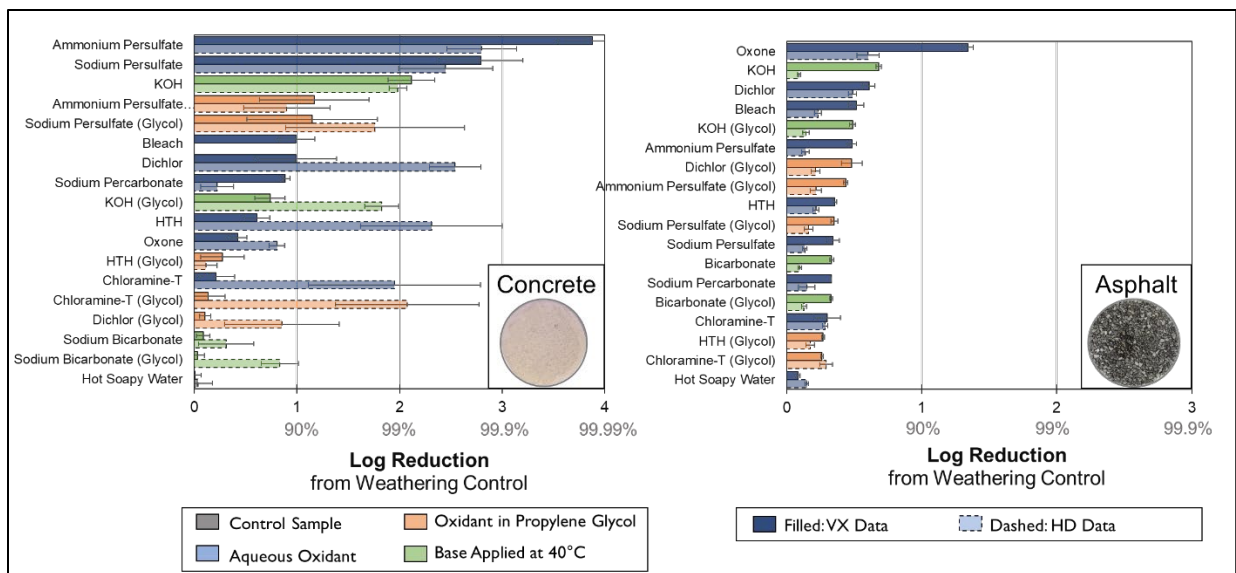 Ammonium Persulfate
Sodium Persulfate
KOH
Ammonium Persulfate…
Sodium Persulfate (Glycol)
Bleach
Dichlor
Sodium Percarbonate
KOH (Glycol)
HTH
Oxone
HTH (Glycol)
Chloramine-T
Chloramine-T (Glycol)
Dichlor (Glycol)
Sodium Bicarbonate
Sodium Bicarbonate (Glycol)
Hot Soapy Water
Concrete
0 1 2 3 4
90% 99% 99.9% 99.99%
Log Reduction
from Weathering Control
Control Sample
Oxidant in Propylene Glycol
Aqueous Oxidant
Base Applied at 40°C
Oxone
KOH
Dichlor
Bleach
KOH (Glycol)
Ammonium Persulfate
Dichlor (Glycol)
Ammonium Persulfate (Glycol)
HTH
Sodium Persulfate (Glycol)
Sodium Persulfate
Bicarbonate
Sodium Percarbonate
Bicarbonate (Glycol)
Chloramine-T
HTH (Glycol)
Chloramine-T (Glycol)
Hot Soapy Water
Asphalt
0 1 2 3
90% 99% 99.9%
Log Reduction
from Weathering Control
Filled: VX Data
Dashed: HD Data